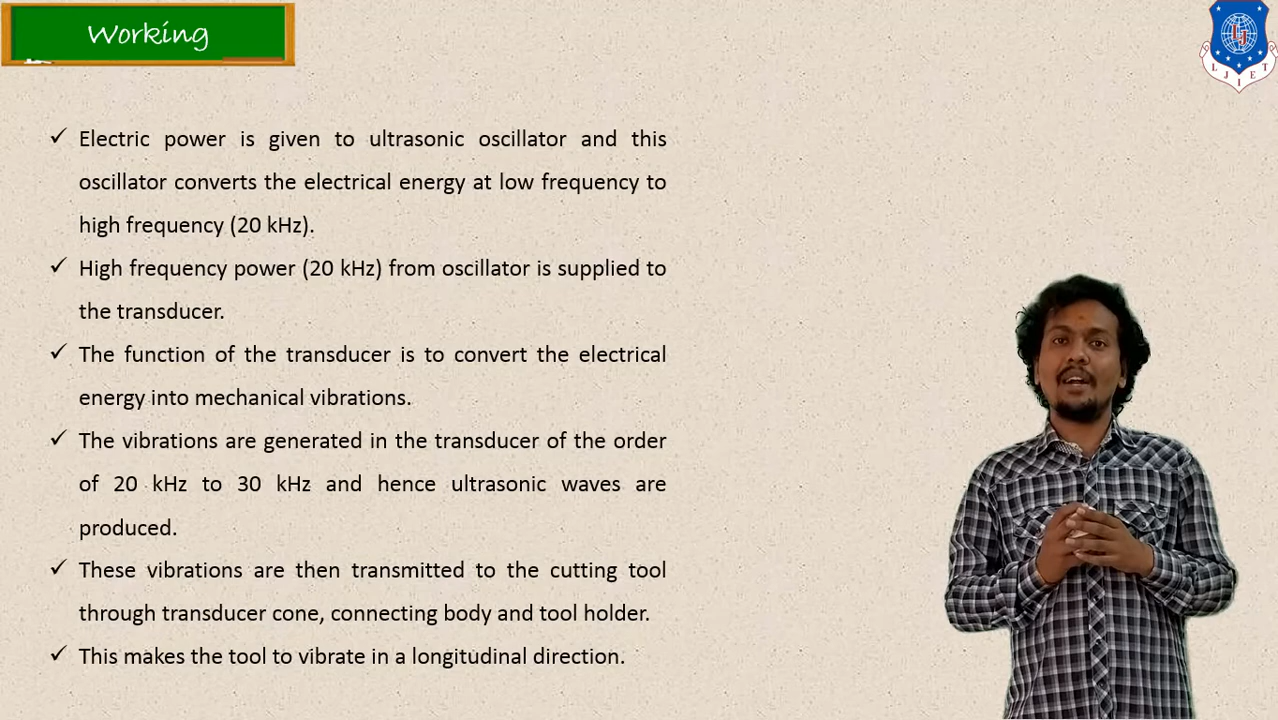 Working
LJIET
✓ Electric power is given to ultrasonic oscillator and this
oscillator converts the electrical energy at low frequency to
high frequency (20 kHz).
✓ High frequency power (20 kHz) from oscillator is supplied to
the transducer.
✓ The function of the transducer is to convert the electrical
energy into mechanical vibrations.
✓ The vibrations are generated in the transducer of the order
of 20 kHz to 30 kHz and hence ultrasonic waves are
produced.
✓ These vibrations are then transmitted to the cutting tool
through transducer cone, connecting body and tool holder.
✓ This makes the tool to vibrate in a longitudinal direction.